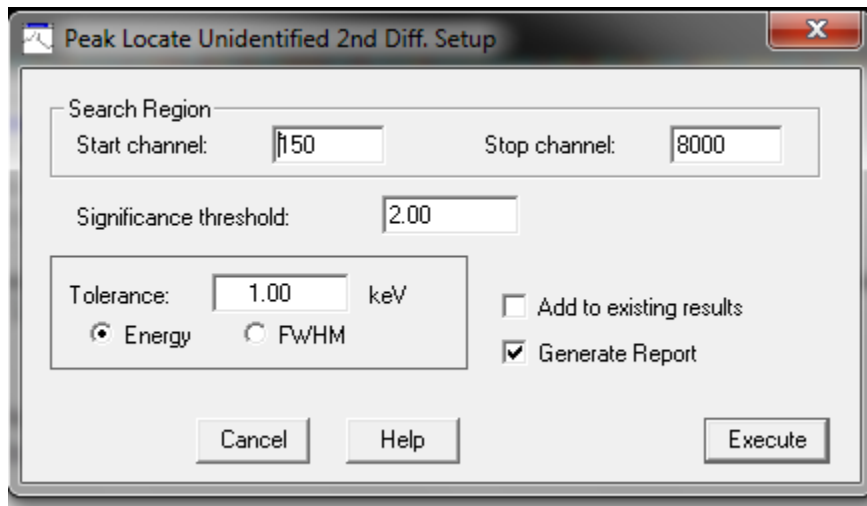 Peak Locate Unidentified 2nd Diff. Setup
Search Region
Start channel: 150 Stop channel: 8000
Significance threshold: 2.00
Tolerance: 1.00 keV
Energy FWHM
Add to existing results
Generate Report
Cancel Help Execute